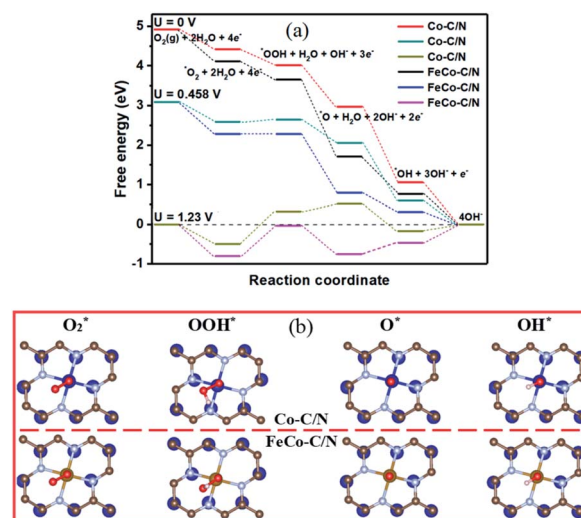 (a)
U = 0 V
O₂(g) + 2H₂O + 4e⁻
*O₂ + 2H₂O + 4e⁻
*OOH + H₂O + OH⁻ + 3e⁻
*O + H₂O + 2OH⁻ + 2e⁻
*OH + 3OH⁻ + e⁻
4OH⁻
U = 0.458 V
U = 1.23 V
Co-C/N
Co-C/N
Co-C/N
FeCo-C/N
FeCo-C/N
FeCo-C/N
5
4
3
2
1
0
-1
Free energy (eV)
Reaction coordinate
O₂* OOH* (b) O* OH*
Co-C/N
FeCo-C/N